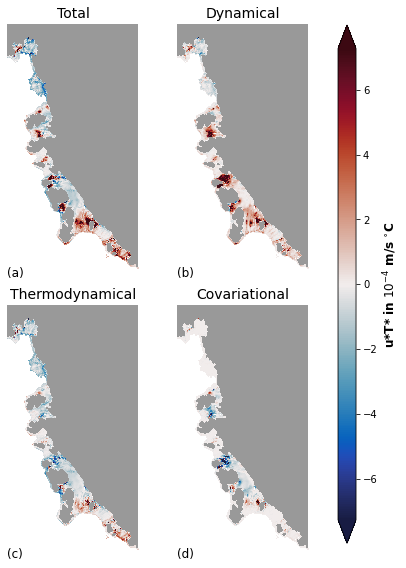 Total
Dynamical
(a)
(b)
Thermodynamical
Covariational
(c)
(d)
6
4
2
0
−2
−4
−6
u*T* in 10⁻⁴ m/s °C